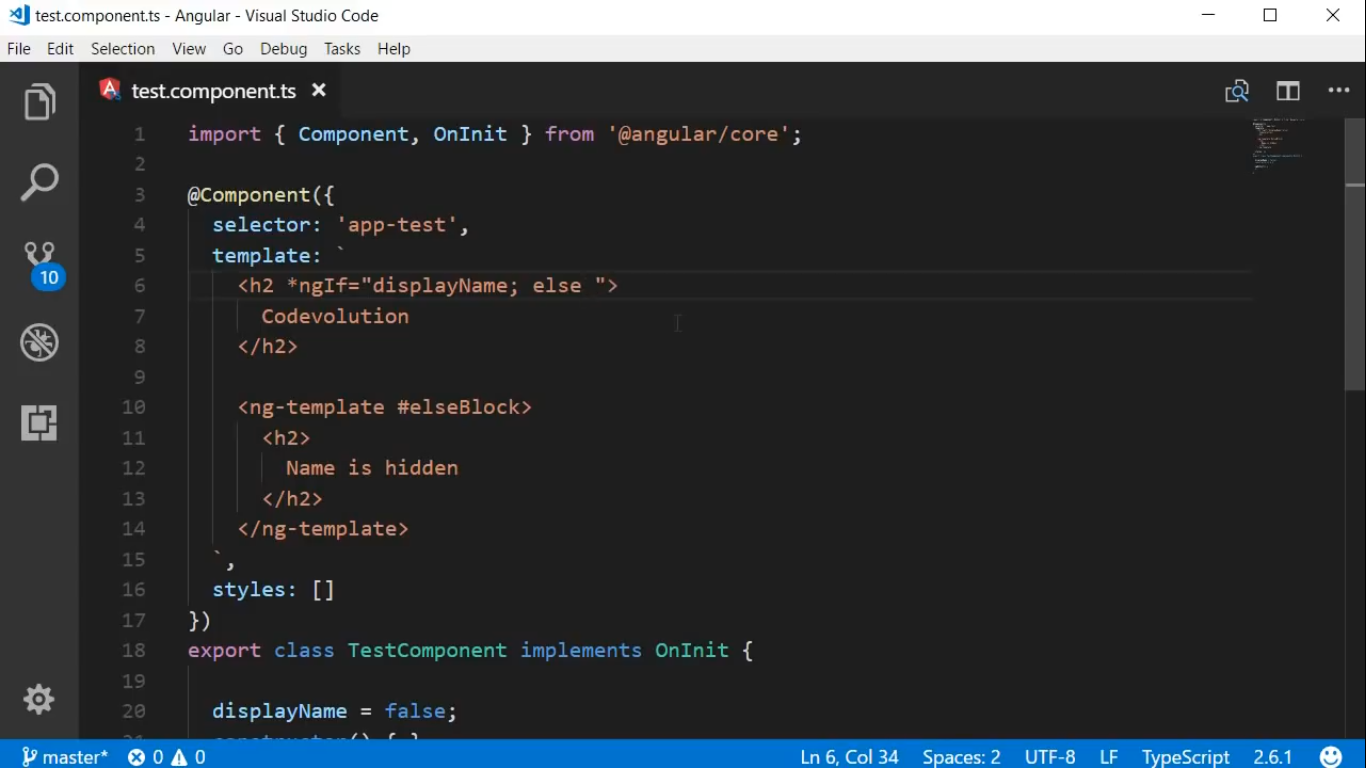 test.component.ts - Angular - Visual Studio Code
File Edit Selection View Go Debug Tasks Help
test.component.ts
1 import { Component, OnInit } from '@angular/core';
2
3 @Component({
4 selector: 'app-test',
5 template: `
6 <h2 *ngIf="displayName; else ">
7 Codevolution
8 </h2>
9
10 <ng-template #elseBlock>
11 <h2>
12 Name is hidden
13 </h2>
14 </ng-template>
15 `,
16 styles: []
17 })
18 export class TestComponent implements OnInit {
19
20 displayName = false;
10
master* 0 0 Ln 6, Col 34 Spaces: 2 UTF-8 LF TypeScript 2.6.1